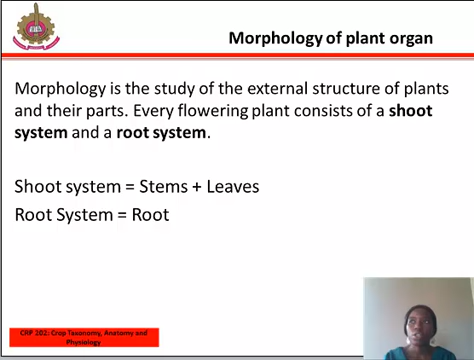 Morphology of plant organ
Morphology is the study of the external structure of plants
and their parts. Every flowering plant consists of a shoot
system and a root system.
Shoot system = Stems + Leaves
Root System = Root
CRP 102: Crop Taxonomy, Anatomy and
Physiology